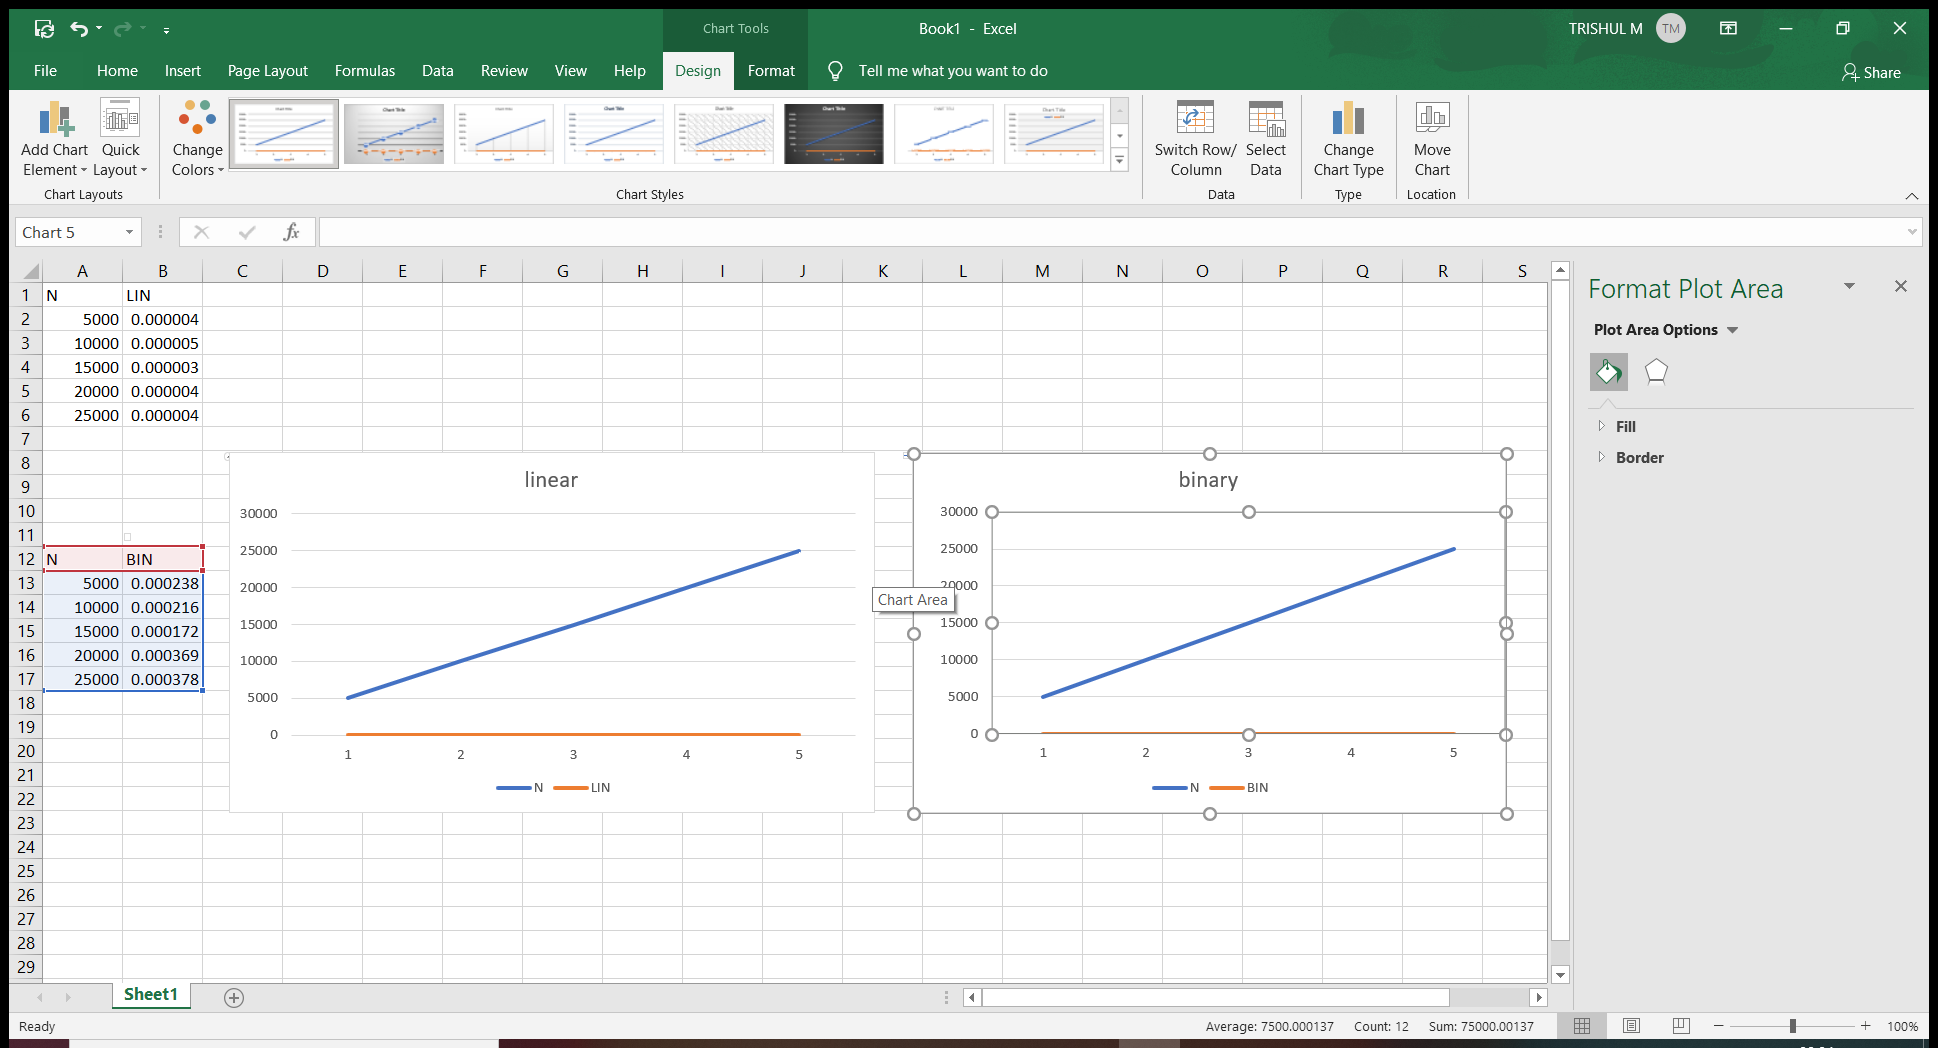 Chart Tools
Book1 - Excel
TRISHUL M
TM
File Home Insert Page Layout Formulas Data Review View Help Design Format Tell me what you want to do
Share
Add Chart Element
Quick Layout
Change Colors
Switch Row/ Column
Select Data
Change Chart Type
Move Chart
Chart Layouts
Chart Styles
Data
Type
Location
Chart 5
fx
A B C D E F G H I J K L M N O P Q R S
1 N LIN
2 5000 0.000004
3 10000 0.000005
4 15000 0.000003
5 20000 0.000004
6 25000 0.000004
7
8
9
10
11
12 N BIN
13 5000 0.000238
14 10000 0.000216
15 15000 0.000172
16 20000 0.000369
17 25000 0.000378
18
19
20
21
22
23
24
25
26
27
28
29
linear
30000
25000
20000
15000
10000
5000
0
1 2 3 4 5
N LIN
Chart Area
binary
30000
25000
20000
15000
10000
5000
0
1 2 3 4 5
N BIN
Format Plot Area
Plot Area Options
Fill
Border
Sheet1
Ready
Average: 7500.000137 Count: 12 Sum: 75000.00137
100%